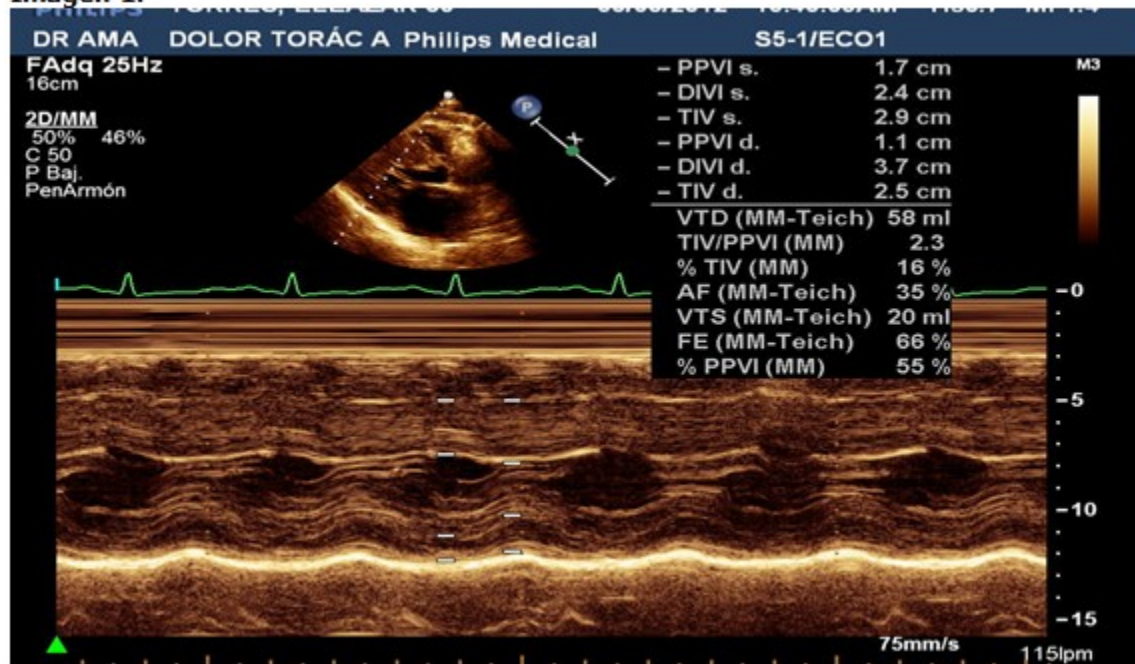 DR AMA DOLOR TORÁC A Philips Medical S5-1/ECO1
FAdq 25Hz
16cm
2D/MM
50% 46%
C 50
P Baj.
PenArmón
P
M3
– PPVI s. 1.7 cm
– DIVI s. 2.4 cm
– TIV s. 2.9 cm
– PPVI d. 1.1 cm
– DIVI d. 3.7 cm
– TIV d. 2.5 cm
VTD (MM-Teich) 58 ml
TIV/PPVI (MM) 2.3
% TIV (MM) 16 %
AF (MM-Teich) 35 %
VTS (MM-Teich) 20 ml
FE (MM-Teich) 66 %
% PPVI (MM) 55 %
-0
-5
-10
-15
75mm/s
115lpm